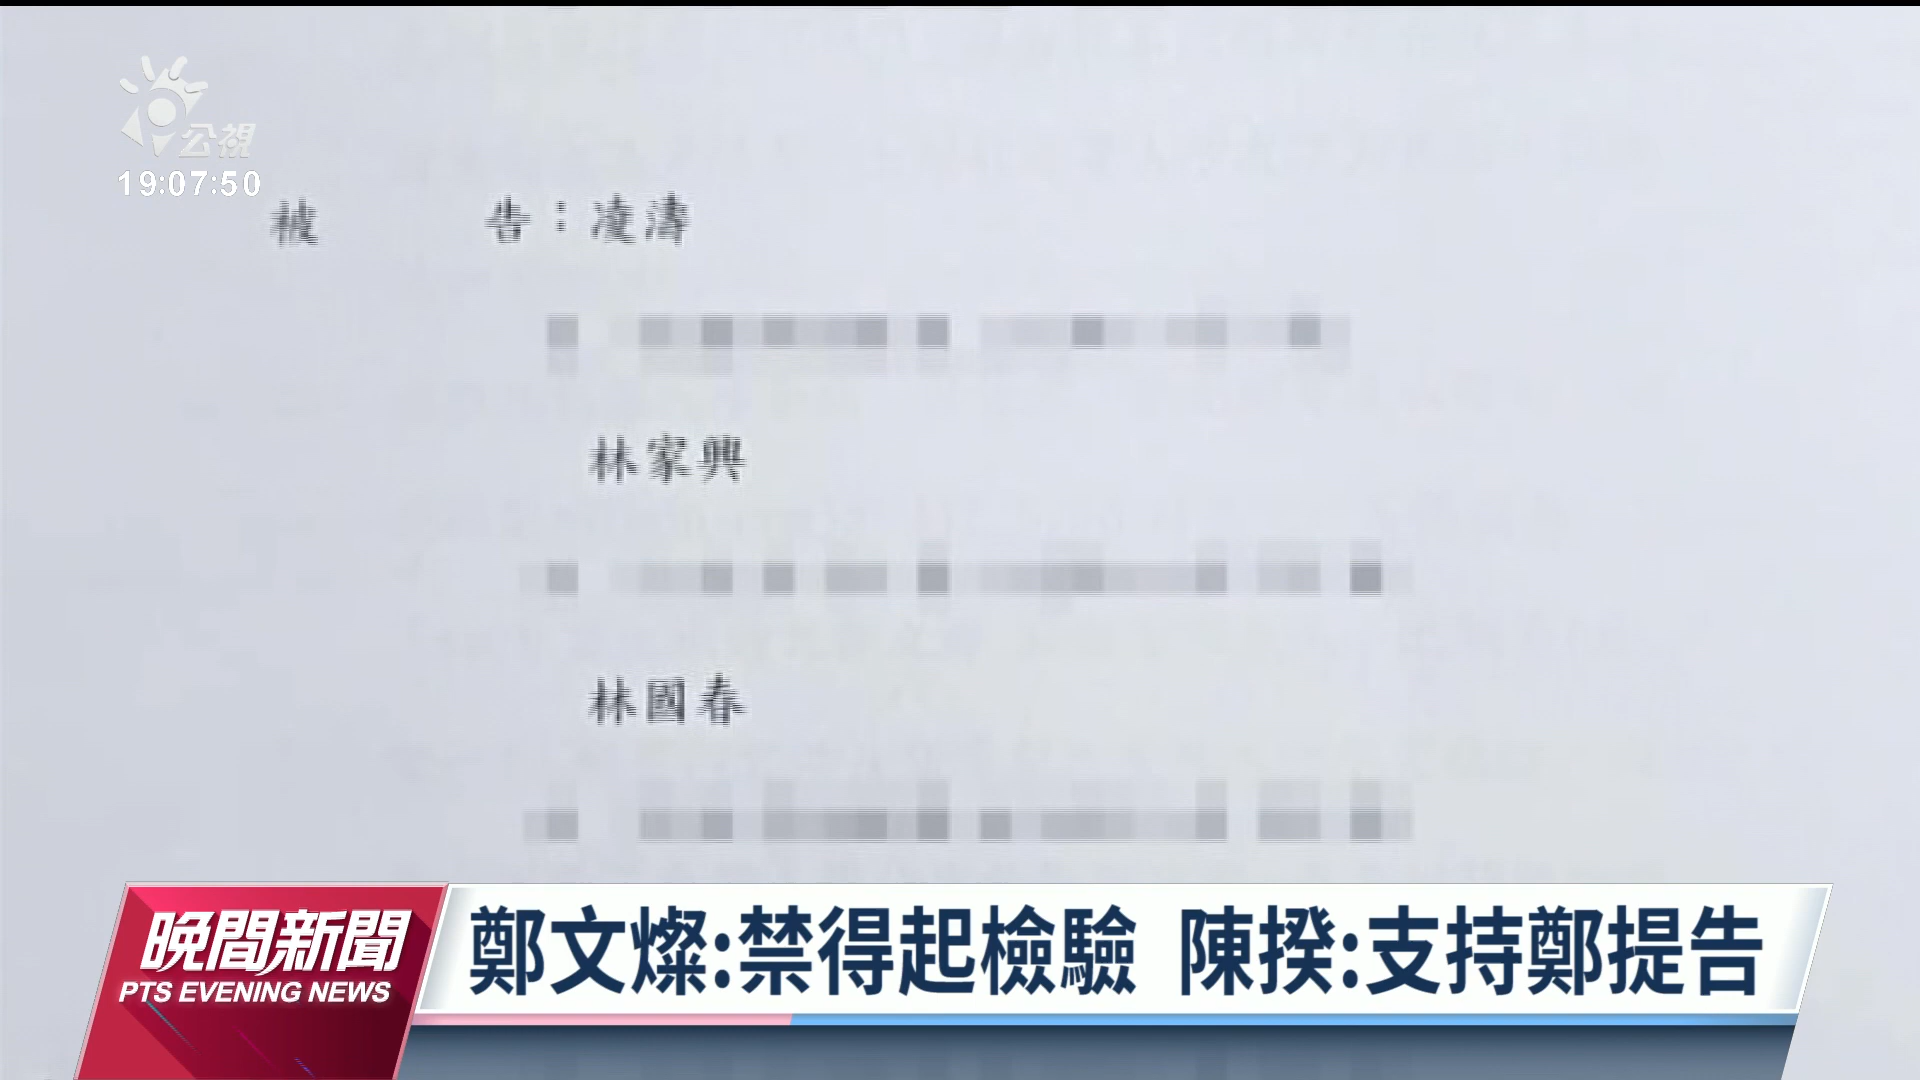 公視
19:07:50
被 告：凌濤
林家興
林國春
晚間新聞
PTS EVENING NEWS
鄭文燦:禁得起檢驗 陳揆:支持鄭提告